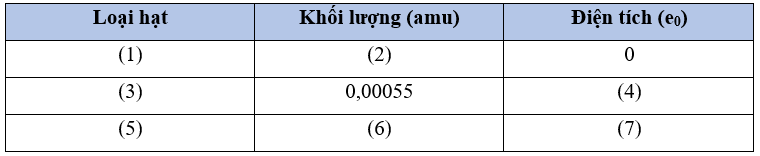 Loại hạt Khối lượng (amu) Điện tích (e₀)
(1) (2) 0
(3) 0,00055 (4)
(5) (6) (7)